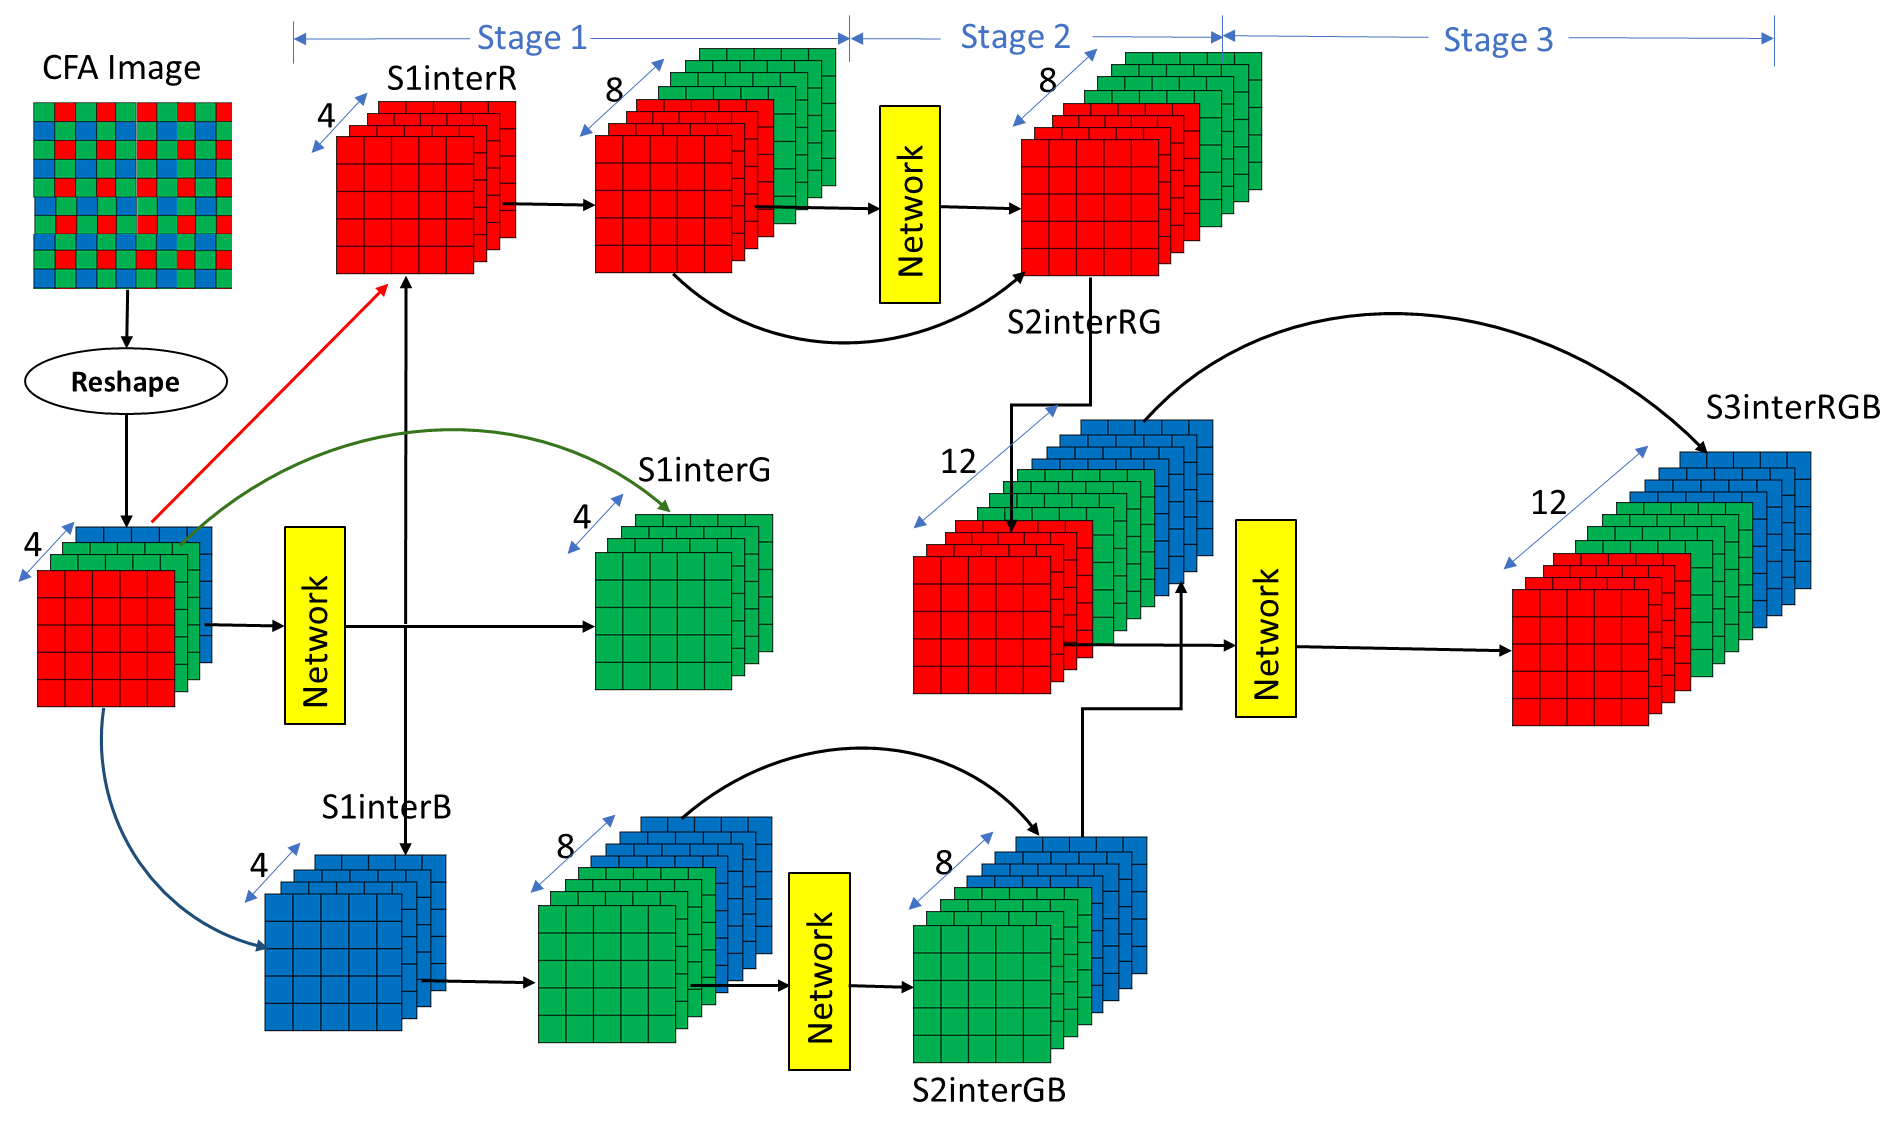 Stage 1
Stage 2
Stage 3
CFA Image
S1interR
4
8
8
Network
S2interRG
Reshape
S3interRGB
12
S1interG
12
4
4
Network
Network
S1interB
4
8
8
Network
S2interGB